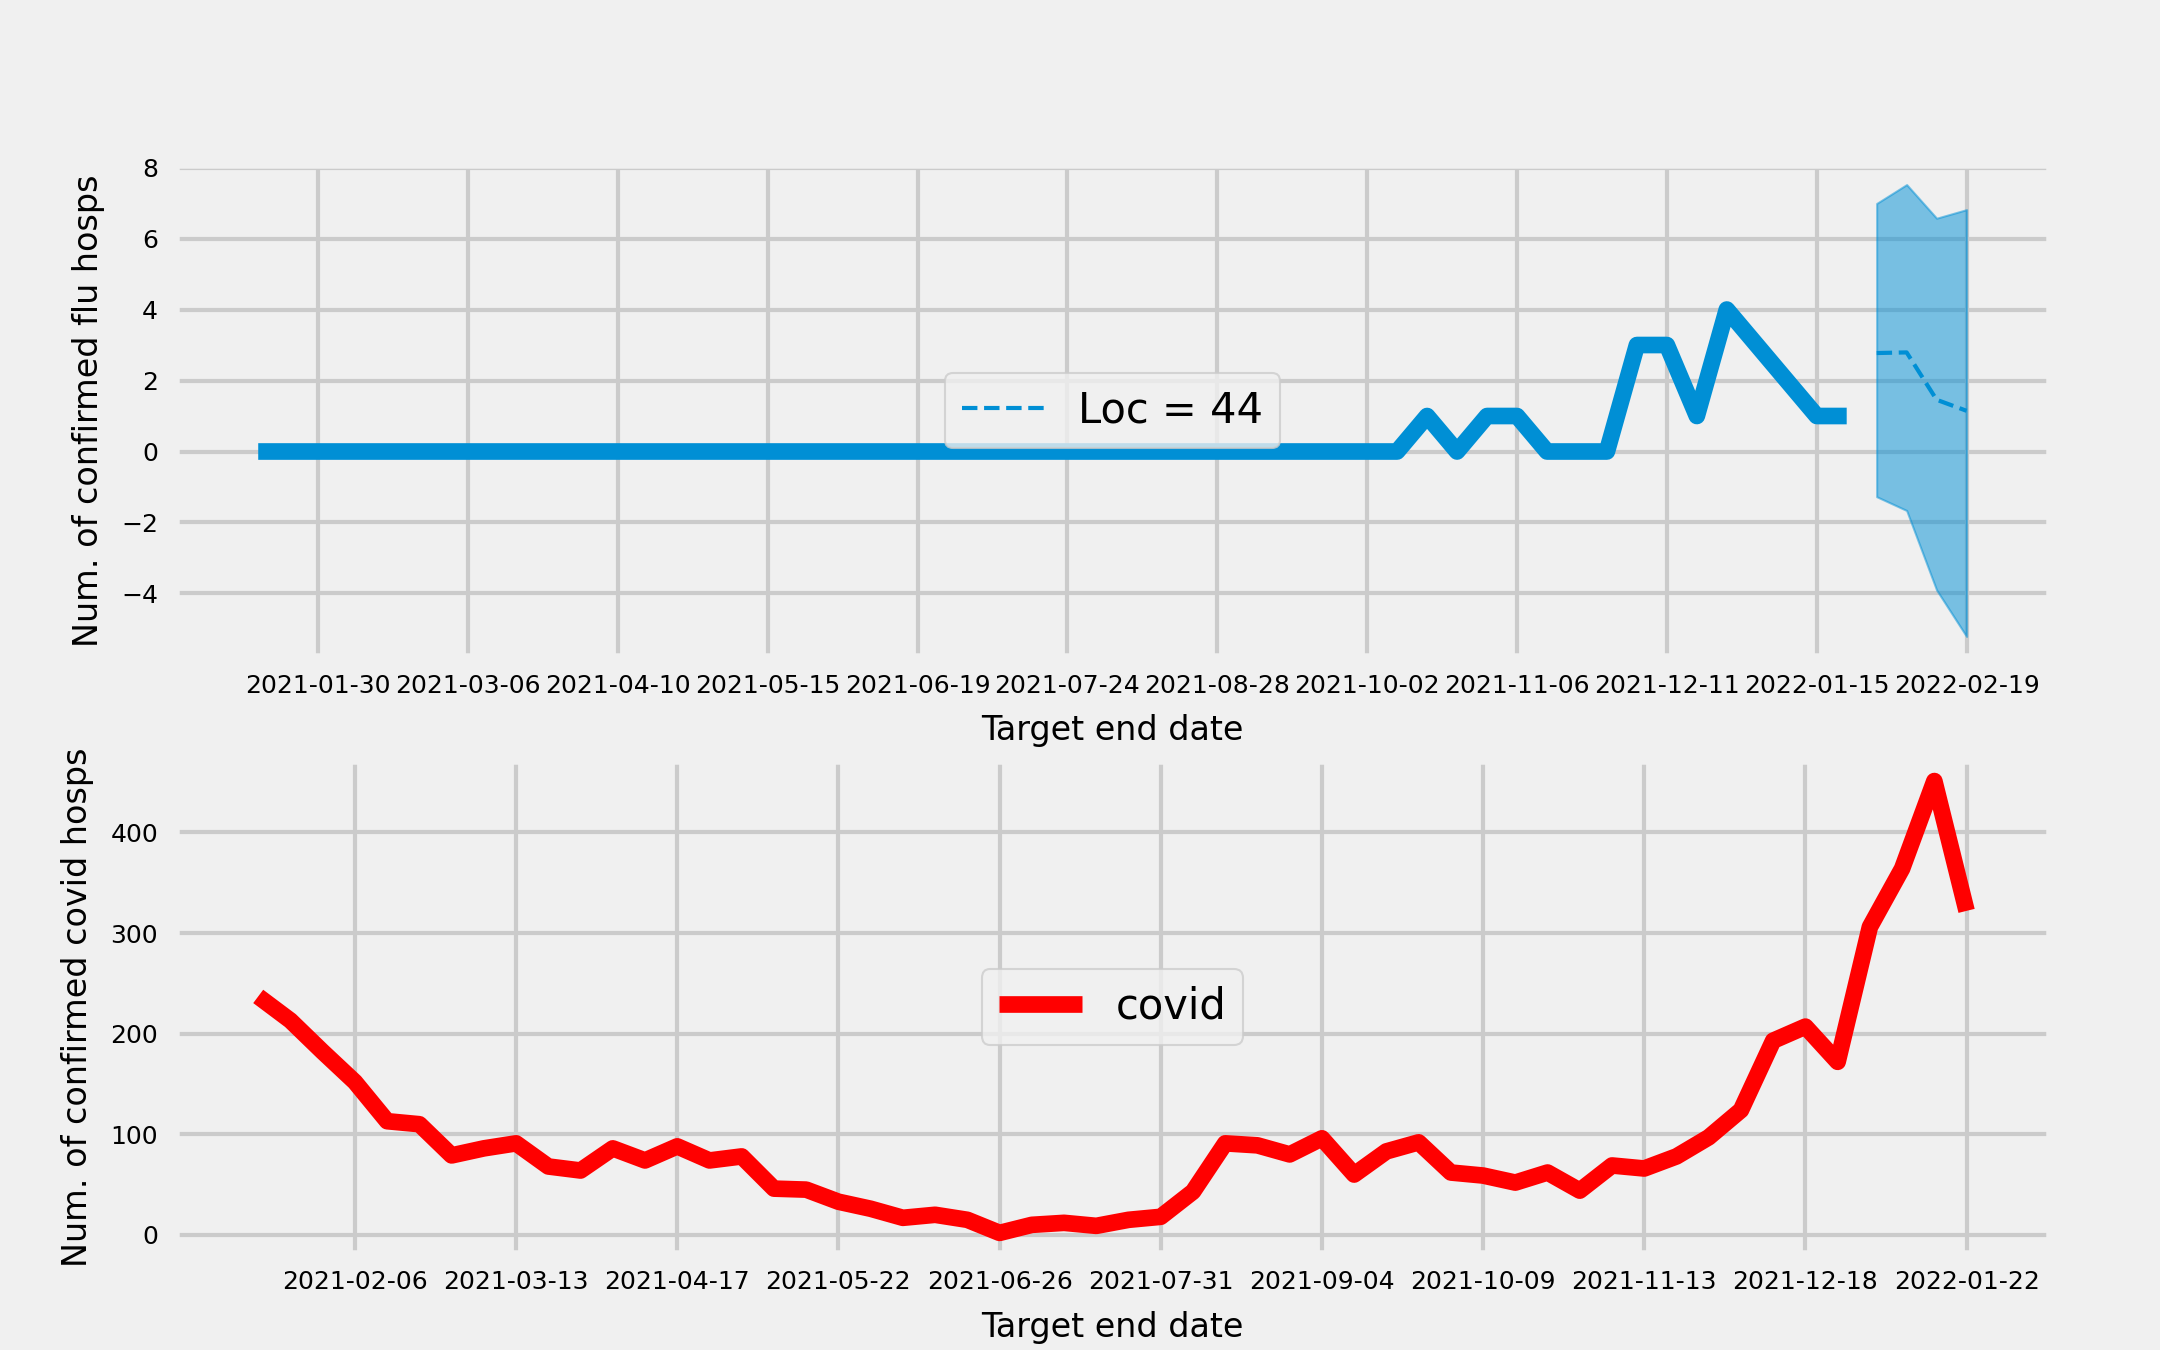 Num. of confirmed flu hosps
8
6
4
2
0
−2
−4
Loc = 44
2021-01-30 2021-03-06 2021-04-10 2021-05-15 2021-06-19 2021-07-24 2021-08-28 2021-10-02 2021-11-06 2021-12-11 2022-01-15 2022-02-19
Target end date
Num. of confirmed covid hosps
400
300
200
100
0
covid
2021-02-06 2021-03-13 2021-04-17 2021-05-22 2021-06-26 2021-07-31 2021-09-04 2021-10-09 2021-11-13 2021-12-18 2022-01-22
Target end date